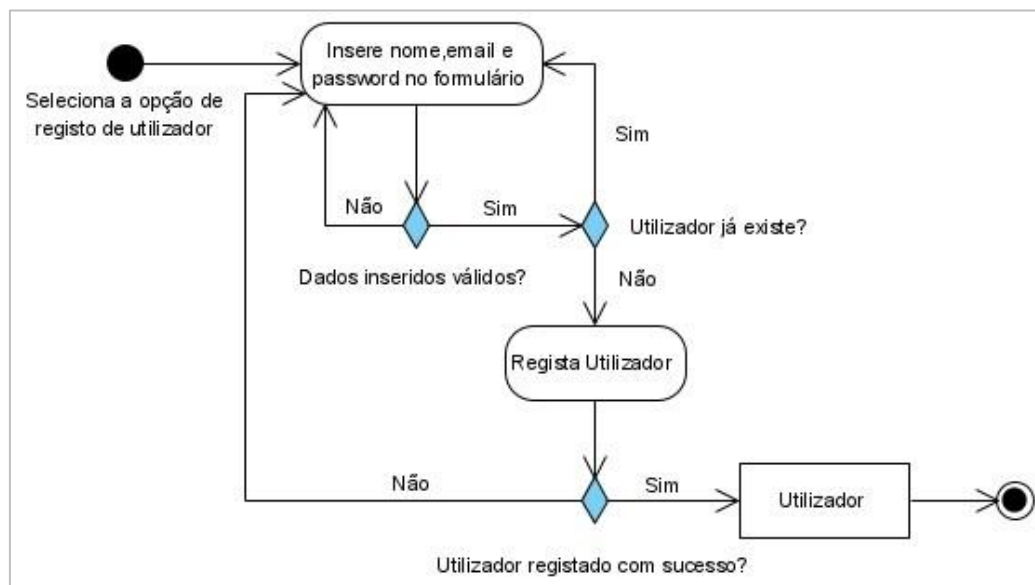 Insere nome,email e
password no formulário
Seleciona a opção de
registo de utilizador
Sim
Não
Sim
Utilizador já existe?
Dados inseridos válidos?
Não
Regista Utilizador
Não
Sim
Utilizador
Utilizador registado com sucesso?